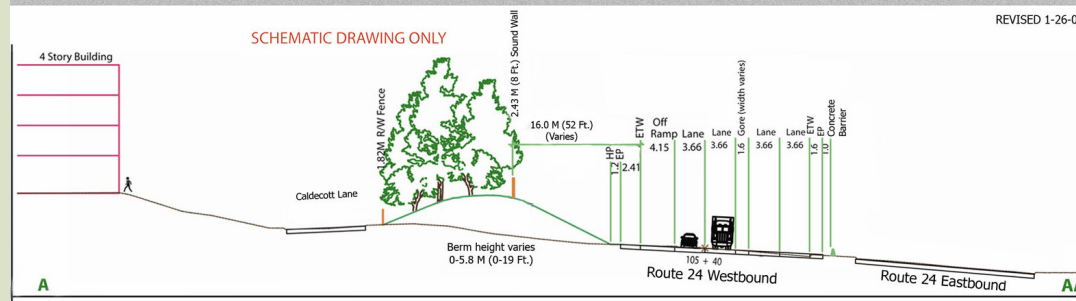 REVISED 1-26-0
SCHEMATIC DRAWING ONLY
4 Story Building
.82M R/W Fence
2.43 M (8 Ft.) Sound Wall
16.0 M (52 Ft.)
(Varies)
HP
1.2
EP
2.41
ETW
Off
Ramp
4.15
Lane
3.66
Lane
3.66
Gore (width varies)
1.6
Lane
3.66
Lane
3.66
ETW
1.6
EP
1.0
Concrete
Barrier
Caldecott Lane
Berm height varies
0-5.8 M (0-19 Ft.)
105 + 40
Route 24 Westbound
Route 24 Eastbound
A
AA